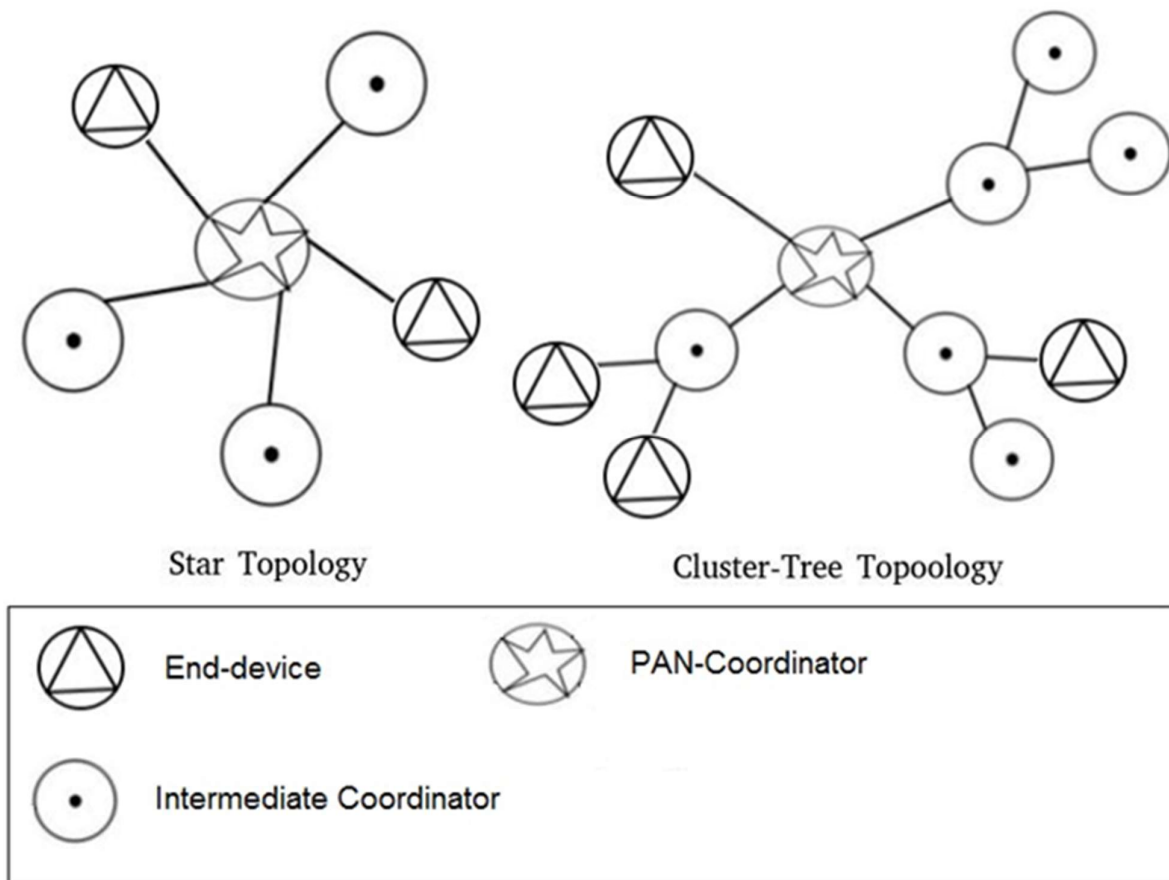 Star Topology
Cluster-Tree Topoology
End-device
PAN-Coordinator
Intermediate Coordinator